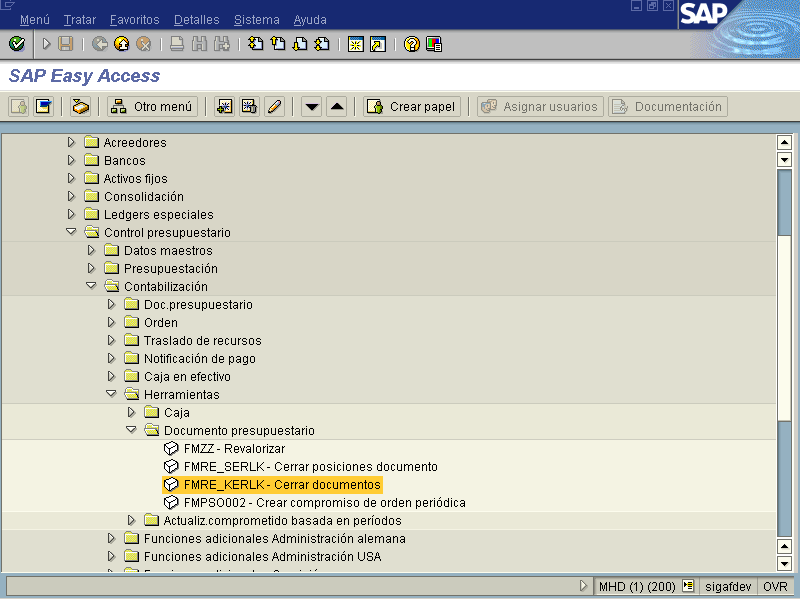 Menú Tratar Favoritos Detalles Sistema Ayuda
SAP
SAP Easy Access
Otro menú Crear papel Asignar usuarios Documentación
Acreedores
Bancos
Activos fijos
Consolidación
Ledgers especiales
Control presupuestario
Datos maestros
Presupuestación
Contabilización
Doc.presupuestario
Orden
Traslado de recursos
Notificación de pago
Caja en efectivo
Herramientas
Caja
Documento presupuestario
FMZZ - Revalorizar
FMRE_SERLK - Cerrar posiciones documento
FMRE_KERLK - Cerrar documentos
FMPSO002 - Crear compromiso de orden periódica
Actualiz.comprometido basada en períodos
Funciones adicionales Administración alemana
Funciones adicionales Administración USA
MHD (1) (200) sigafdev OVR